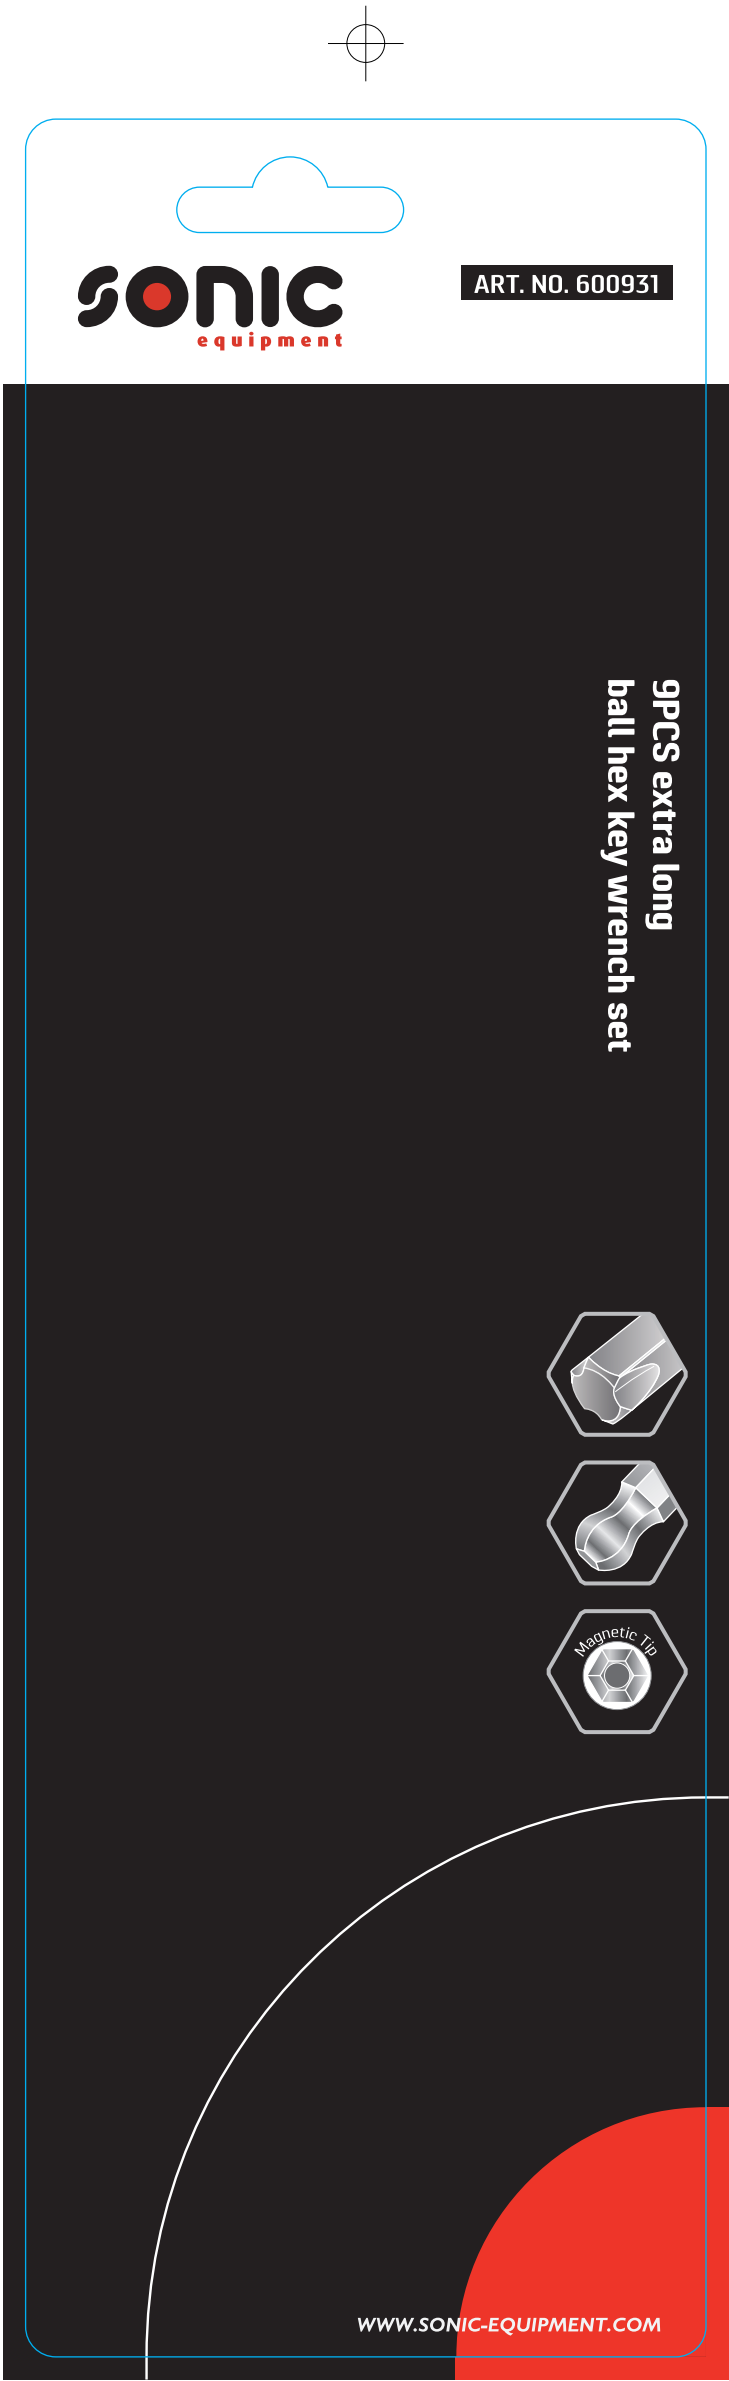 SONIC
equipment
ART. NO. 600931
9PCS extra long
ball hex key wrench set
Magnetic Tip
WWW.SONIC-EQUIPMENT.COM